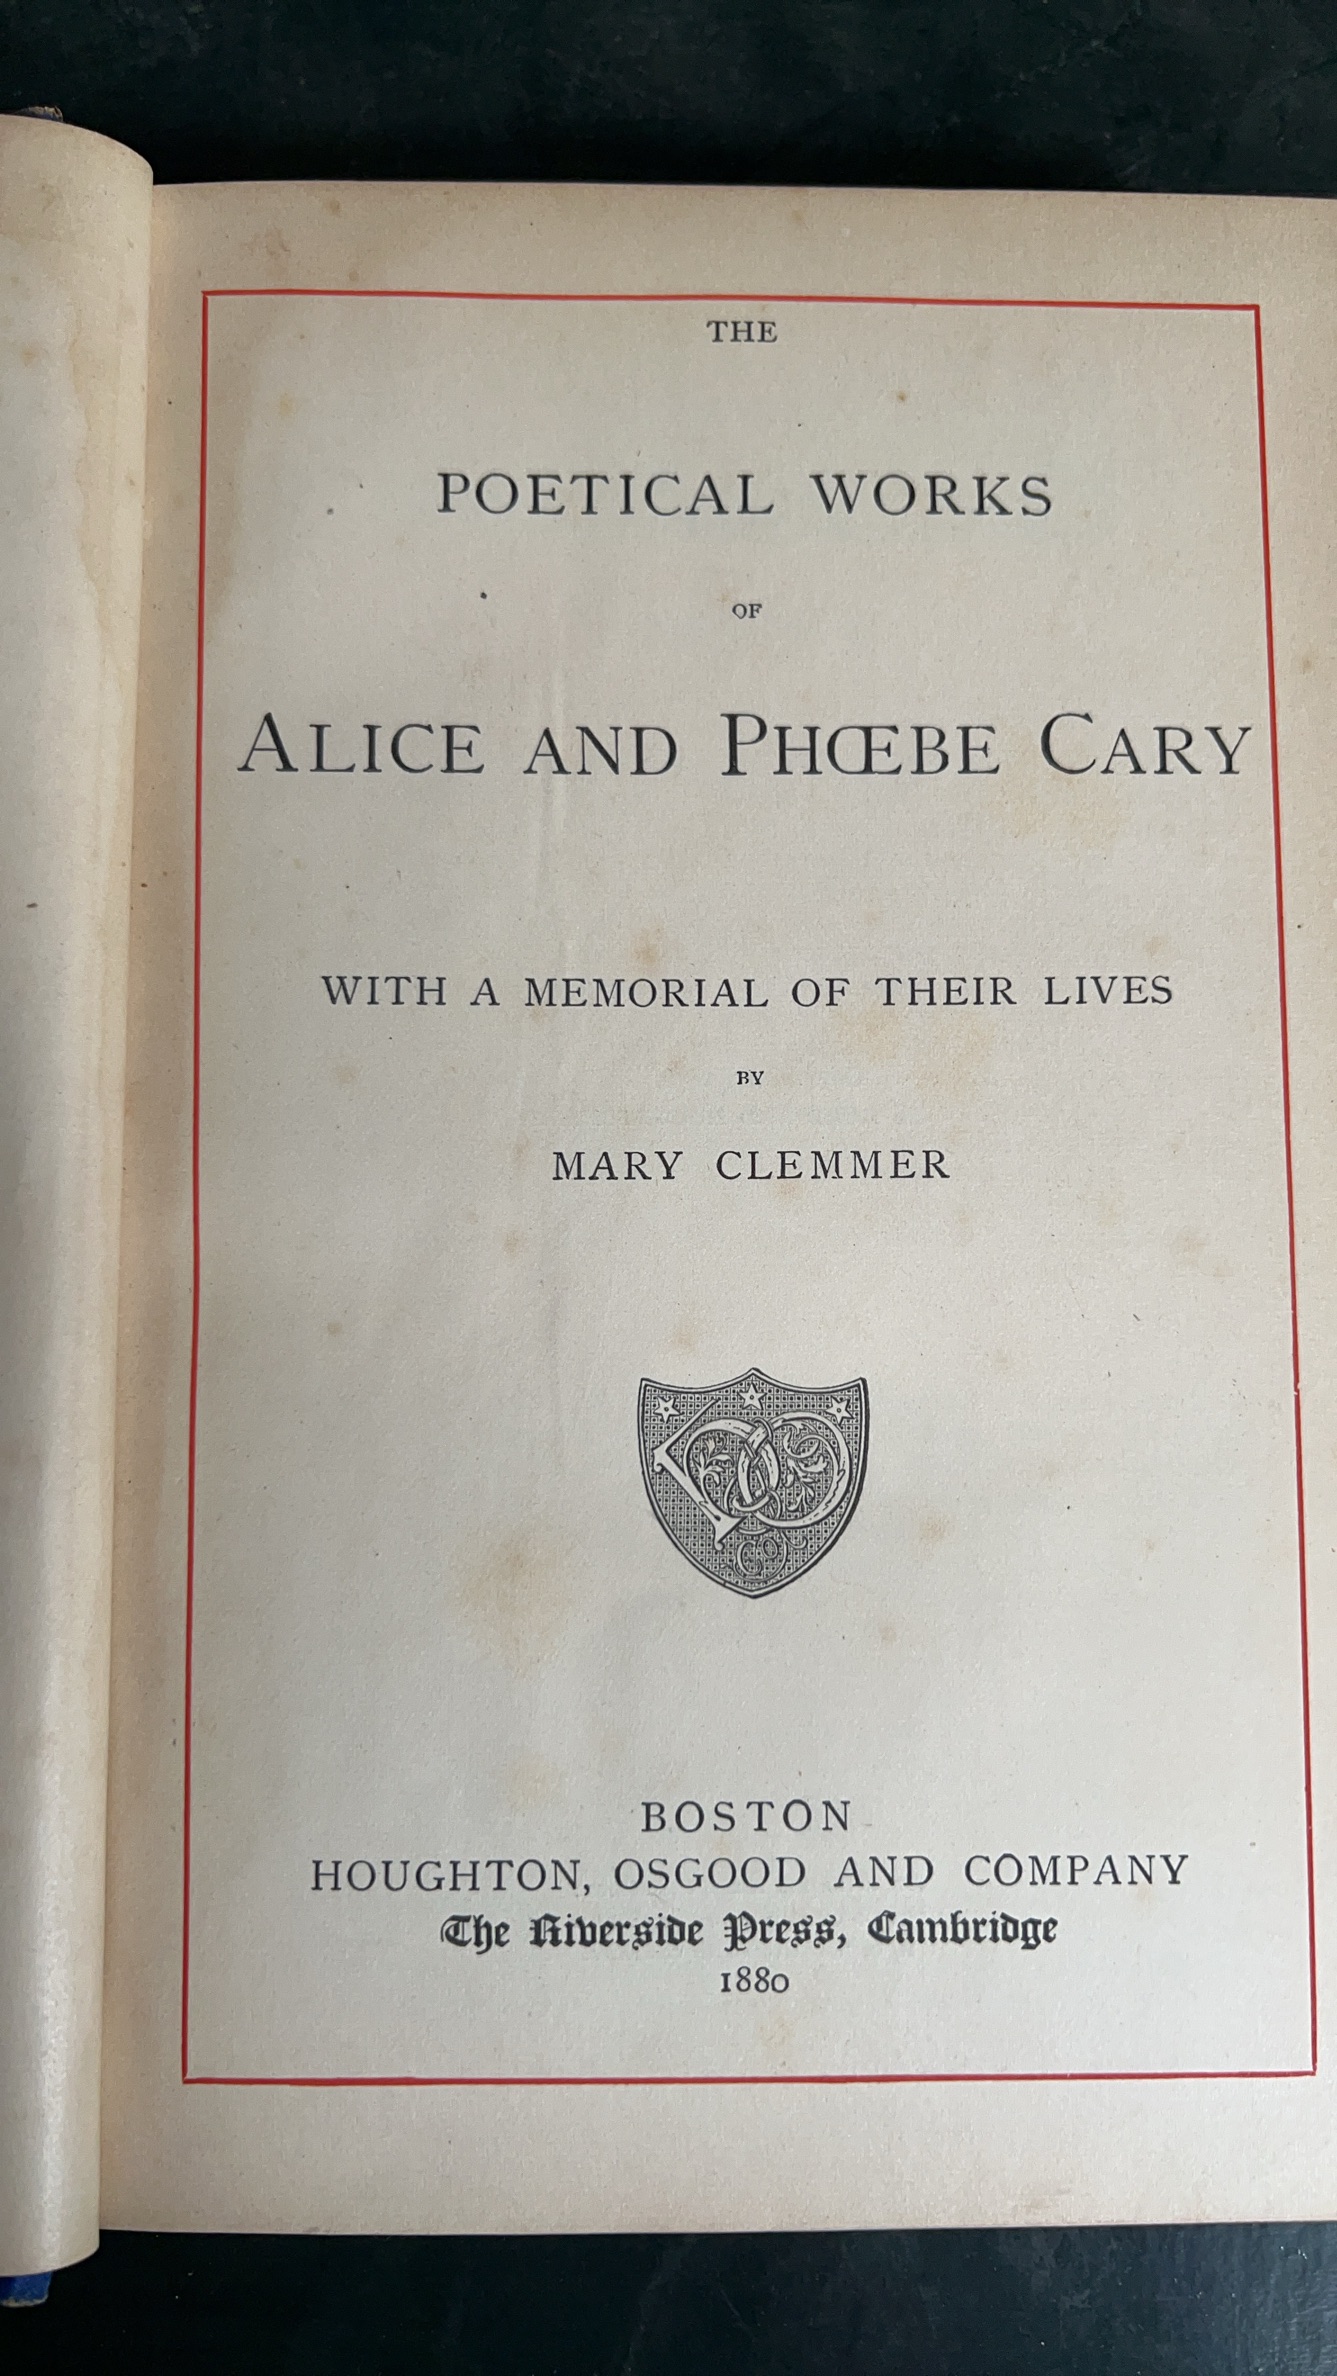 THE
POETICAL WORKS
OF
ALICE AND PHŒBE CARY
WITH A MEMORIAL OF THEIR LIVES
BY
MARY CLEMMER
Co
BOSTON
HOUGHTON, OSGOOD AND COMPANY
The Riverside Press, Cambridge
1880